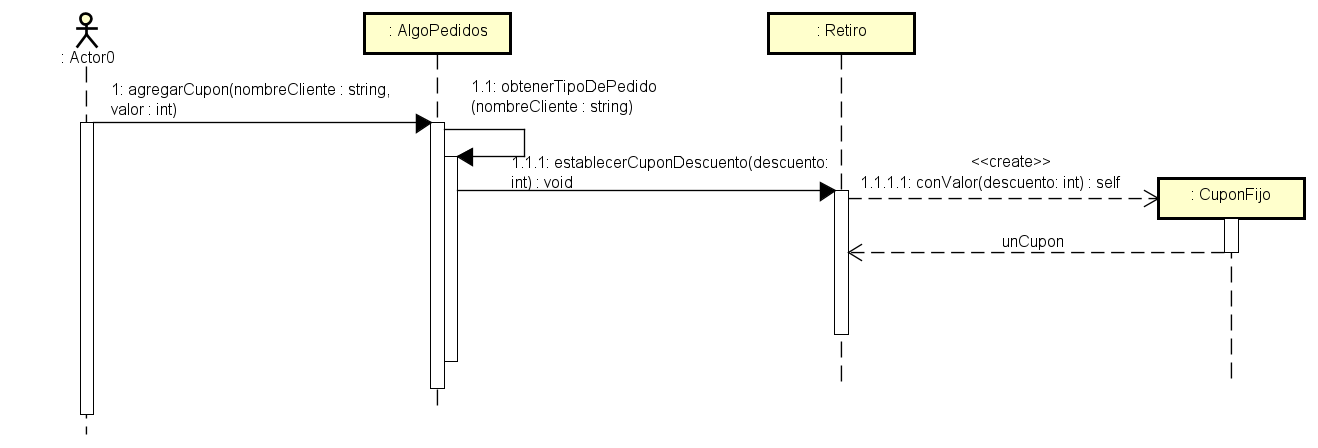 : Actor0
: AlgoPedidos
: Retiro
1: agregarCupon(nombreCliente : string,
valor : int)
1.1: obtenerTipoDePedido
(nombreCliente : string)
1.1.1: establecerCuponDescuento(descuento:
int) : void
<<create>>
1.1.1.1: conValor(descuento: int) : self
: CuponFijo
unCupon